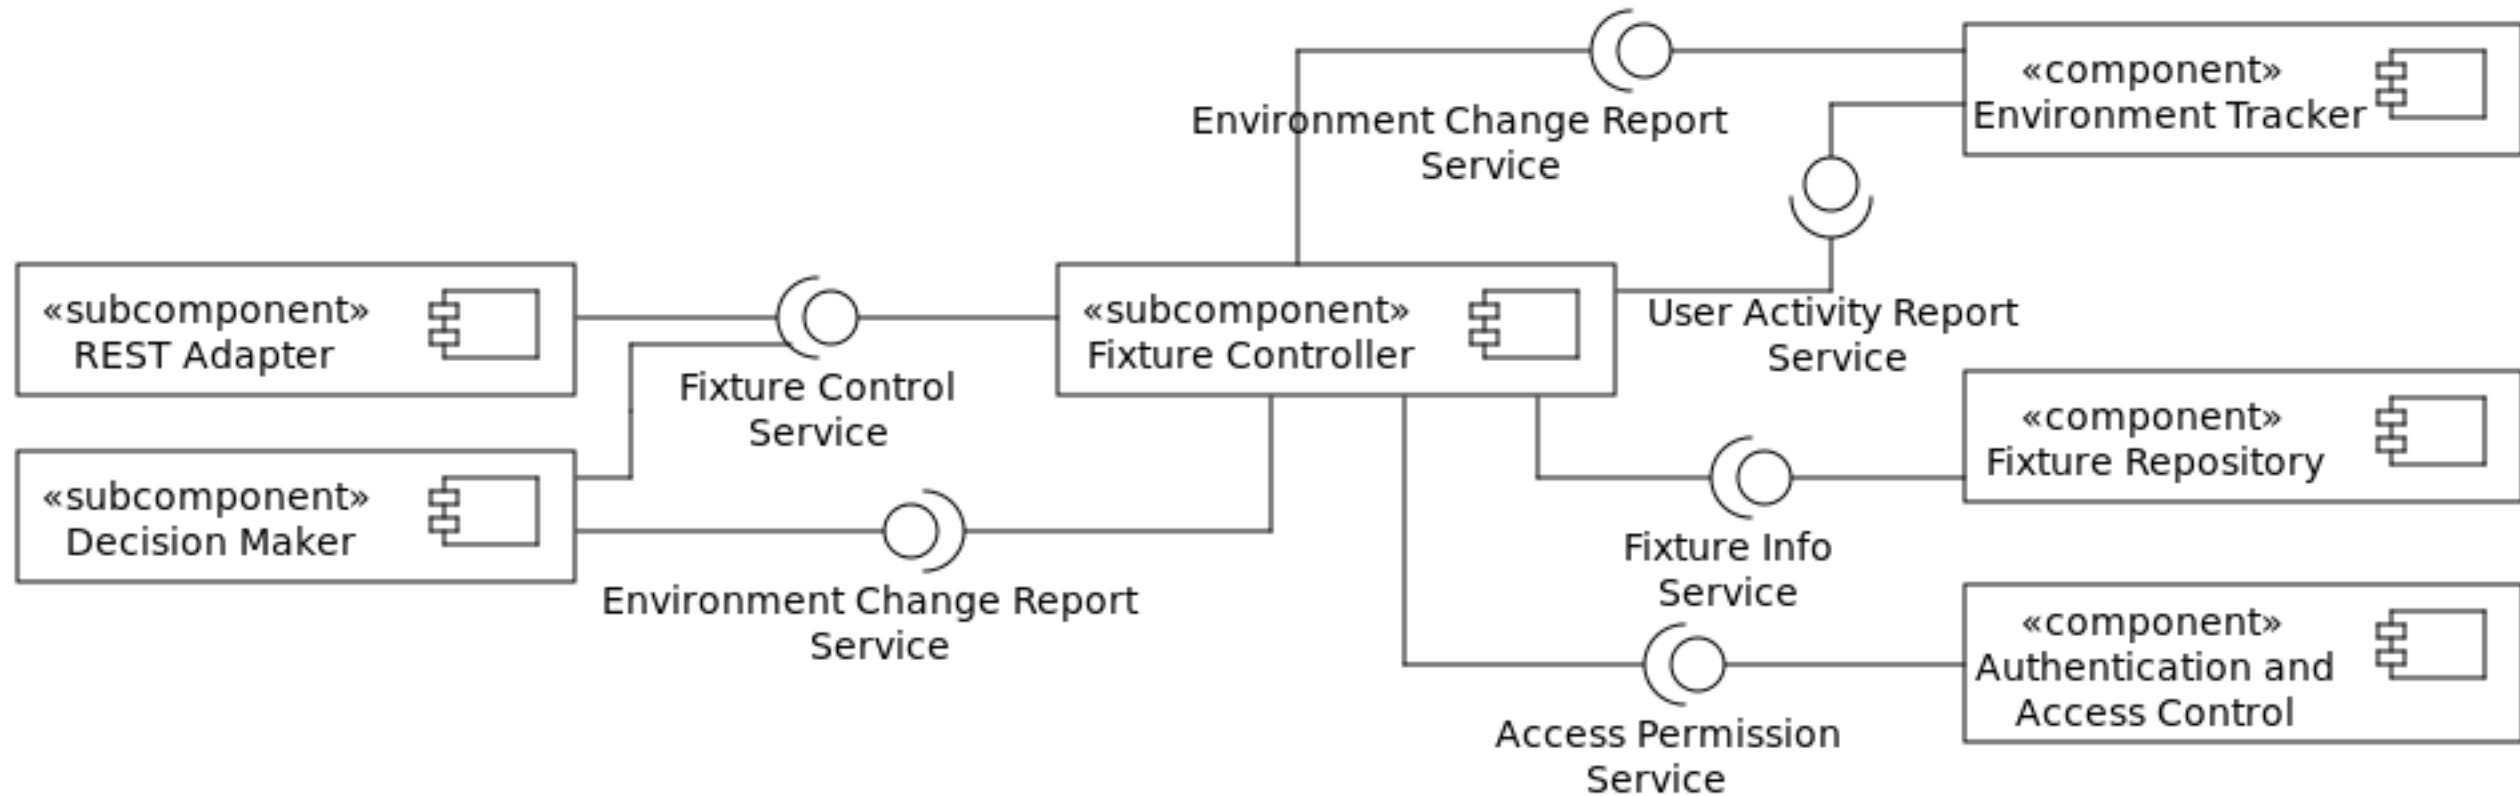 «component»
Environment Tracker
Environment Change Report
Service
«subcomponent»
REST Adapter
«subcomponent»
Fixture Controller
User Activity Report
Service
Fixture Control
Service
«component»
Fixture Repository
«subcomponent»
Decision Maker
Fixture Info
Service
Environment Change Report
Service
«component»
Authentication and
Access Control
Access Permission
Service